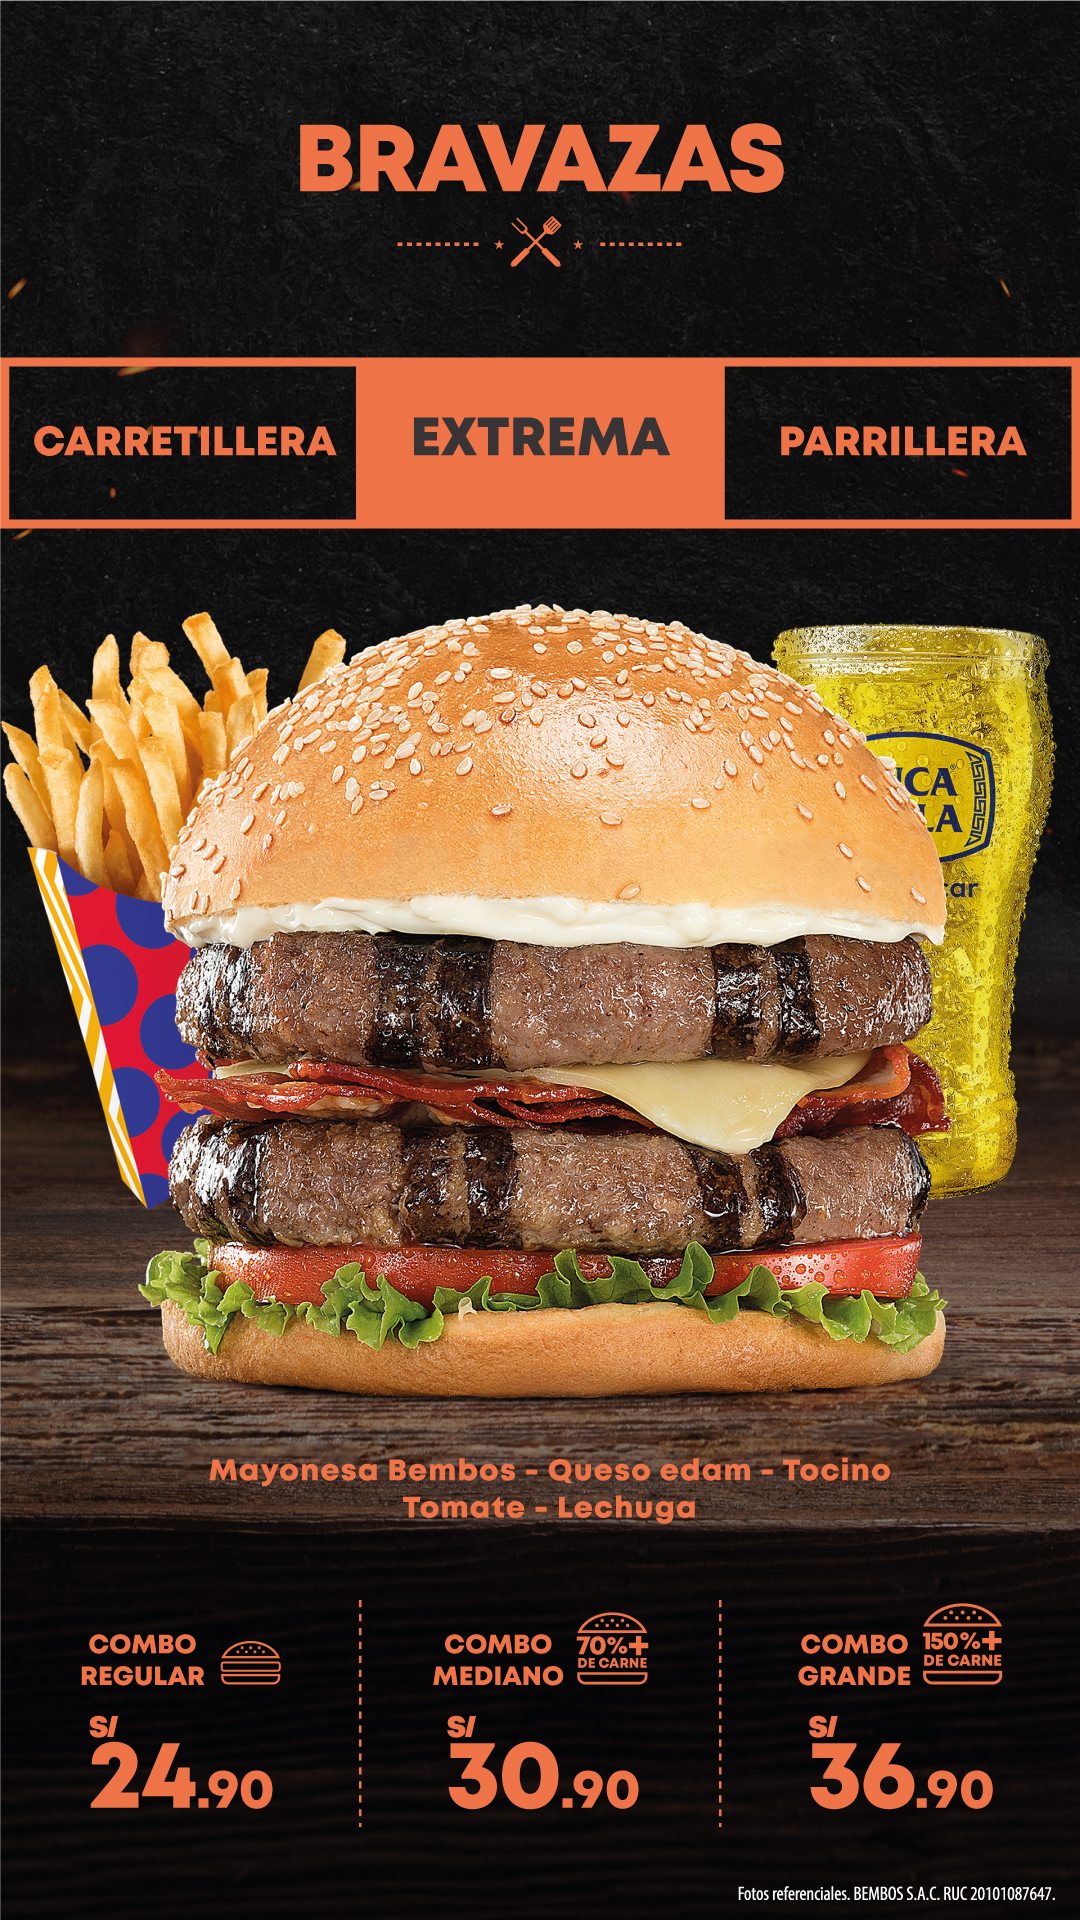 BRAVAZAS
CARRETILLERA
EXTREMA
PARRILLERA
Mayonesa Bembos - Queso edam - Tocino
Tomate - Lechuga
COMBO
REGULAR
S/
24.90
COMBO
MEDIANO
70%+
DE CARNE
S/
30.90
COMBO
GRANDE
150%+
DE CARNE
S/
36.90
Fotos referenciales. BEMBOS S.A.C. RUC 20101087647.